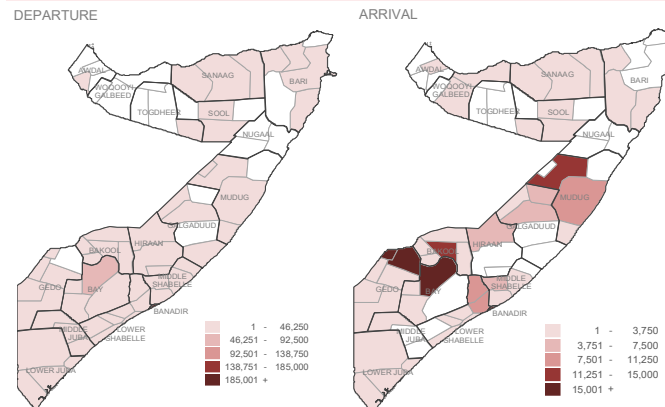 DEPARTURE
AWDAL
WOQOOYI
GALBEED
TOGDHEER
SANAAG
SOOL
BARI
NUGAAL
MUDUG
GALGADUUD
HIRAAN
BAKOOL
GEDO
BAY
MIDDLE
SHABELLE
BANADIR
LOWER
SHABELLE
MIDDLE
JUBA
LOWER JUBA
1 - 46,250
46,251 - 92,500
92,501 - 138,750
138,751 - 185,000
185,001 +
ARRIVAL
AWDAL
WOQOOYI
GALBEED
TOGDHEER
SANAAG
SOOL
BARI
NUGAAL
MUDUG
GALGADUUD
HIRAAN
BAKOOL
GEDO
BAY
MIDDLE
SHABELLE
BANADIR
LOWER
SHABELLE
MIDDLE
JUBA
LOWER JUBA
1 - 3,750
3,751 - 7,500
7,501 - 11,250
11,251 - 15,000
15,001 +